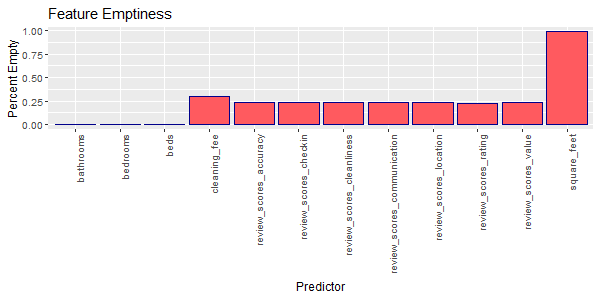 Feature Emptiness
Percent Empty
1.00
0.75
0.50
0.25
0.00
bathrooms
bedrooms
beds
cleaning_fee
review_scores_accuracy
review_scores_checkin
review_scores_cleanliness
review_scores_communication
review_scores_location
review_scores_rating
review_scores_value
square_feet
Predictor